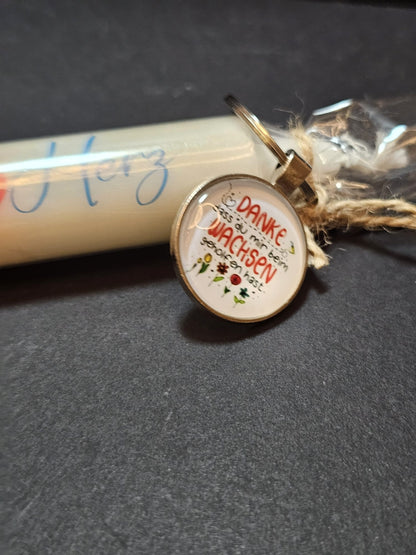 Herz
DANKE
dass du mir beim
WACHSEN
geholfen hast.